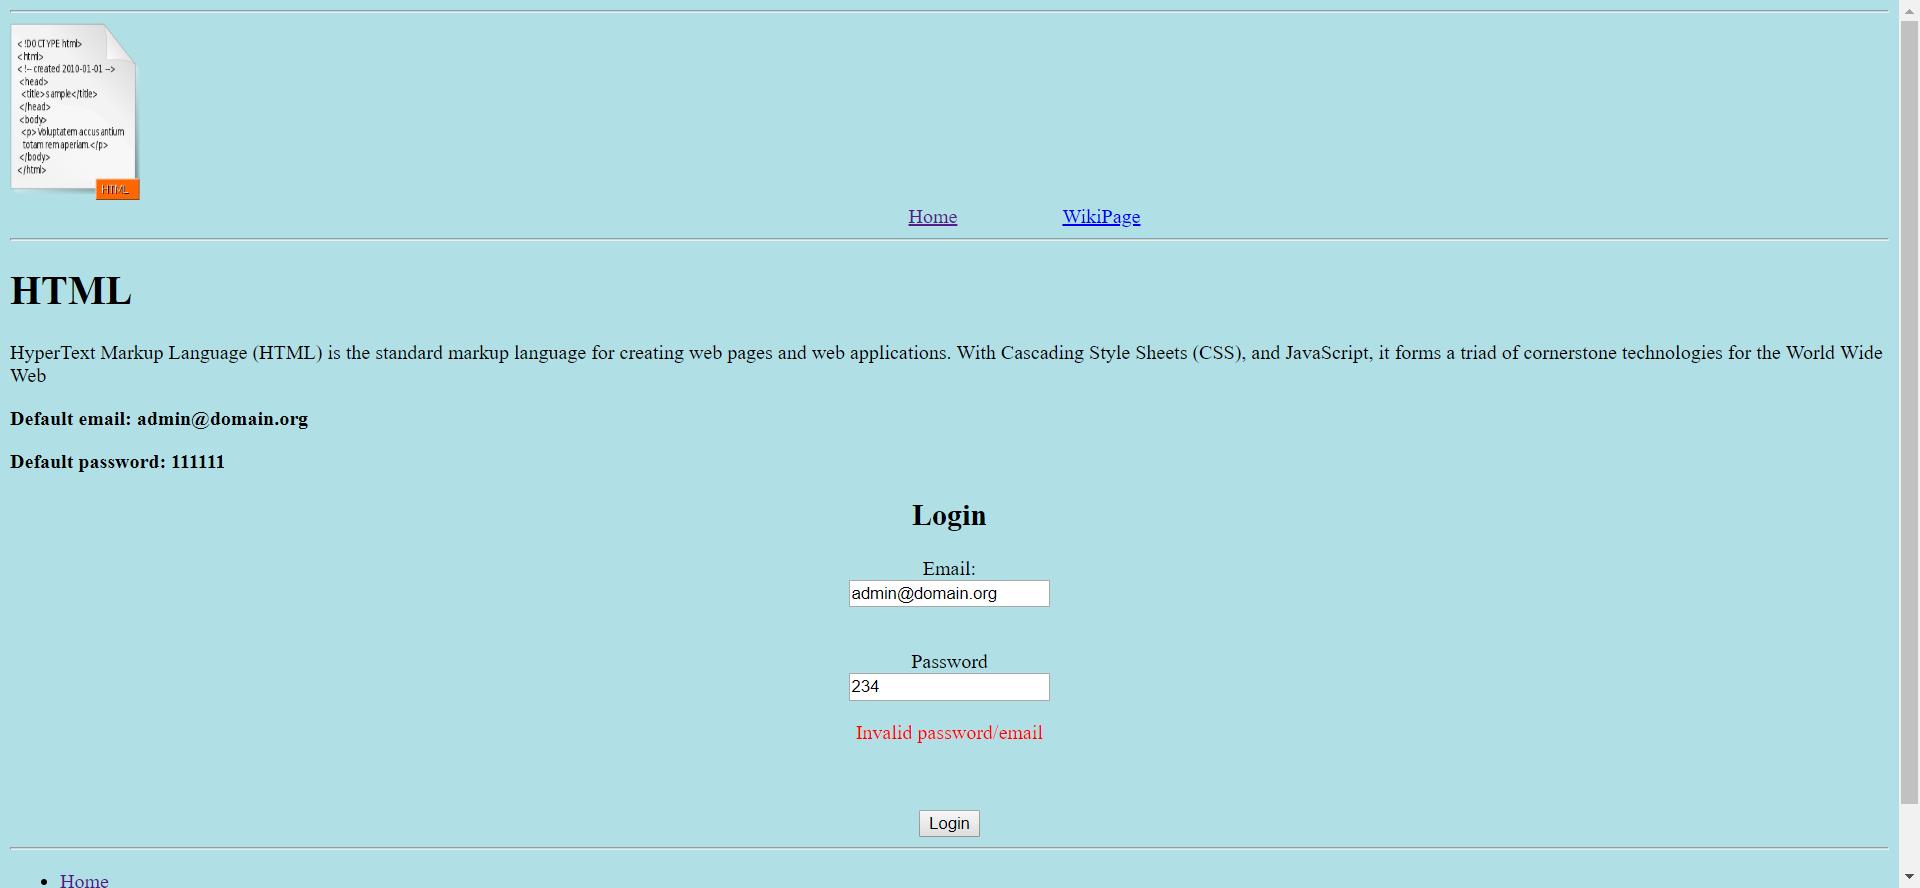 < !DOCTYPE html>
<html>
< !-- created 2010-01-01 -->
<head>
<title>sample</title>
</head>
<body>
<p>Voluptatem accusantium
totam rem aperiam.</p>
</body>
</html>
HTML
Home WikiPage
HTML
HyperText Markup Language (HTML) is the standard markup language for creating web pages and web applications. With Cascading Style Sheets (CSS), and JavaScript, it forms a triad of cornerstone technologies for the World Wide
Web
Default email: admin@domain.org
Default password: 111111
Login
Email:
admin@domain.org
Password
234
Invalid password/email
Login
Home